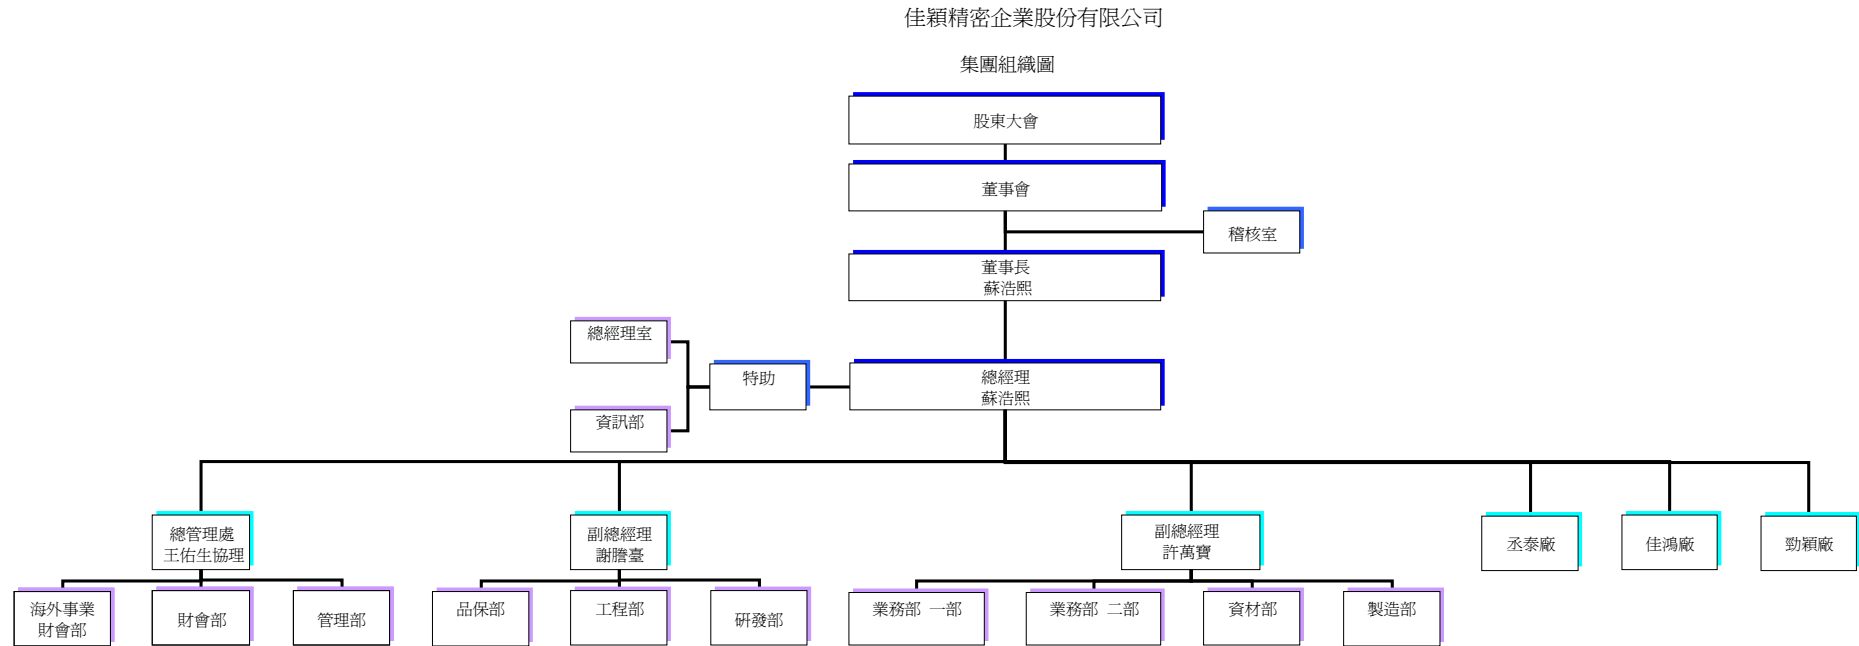 佳穎精密企業股份有限公司
集團組織圖
股東大會
董事會
稽核室
董事長
蘇浩熙
總經理室
特助
總經理
蘇浩熙
資訊部
總管理處
王佑生協理
副總經理
謝謄臺
副總經理
許萬寶
丞泰廠
佳鴻廠
勁穎廠
海外事業
財會部
財會部
管理部
品保部
工程部
研發部
業務部 一部
業務部 二部
資材部
製造部